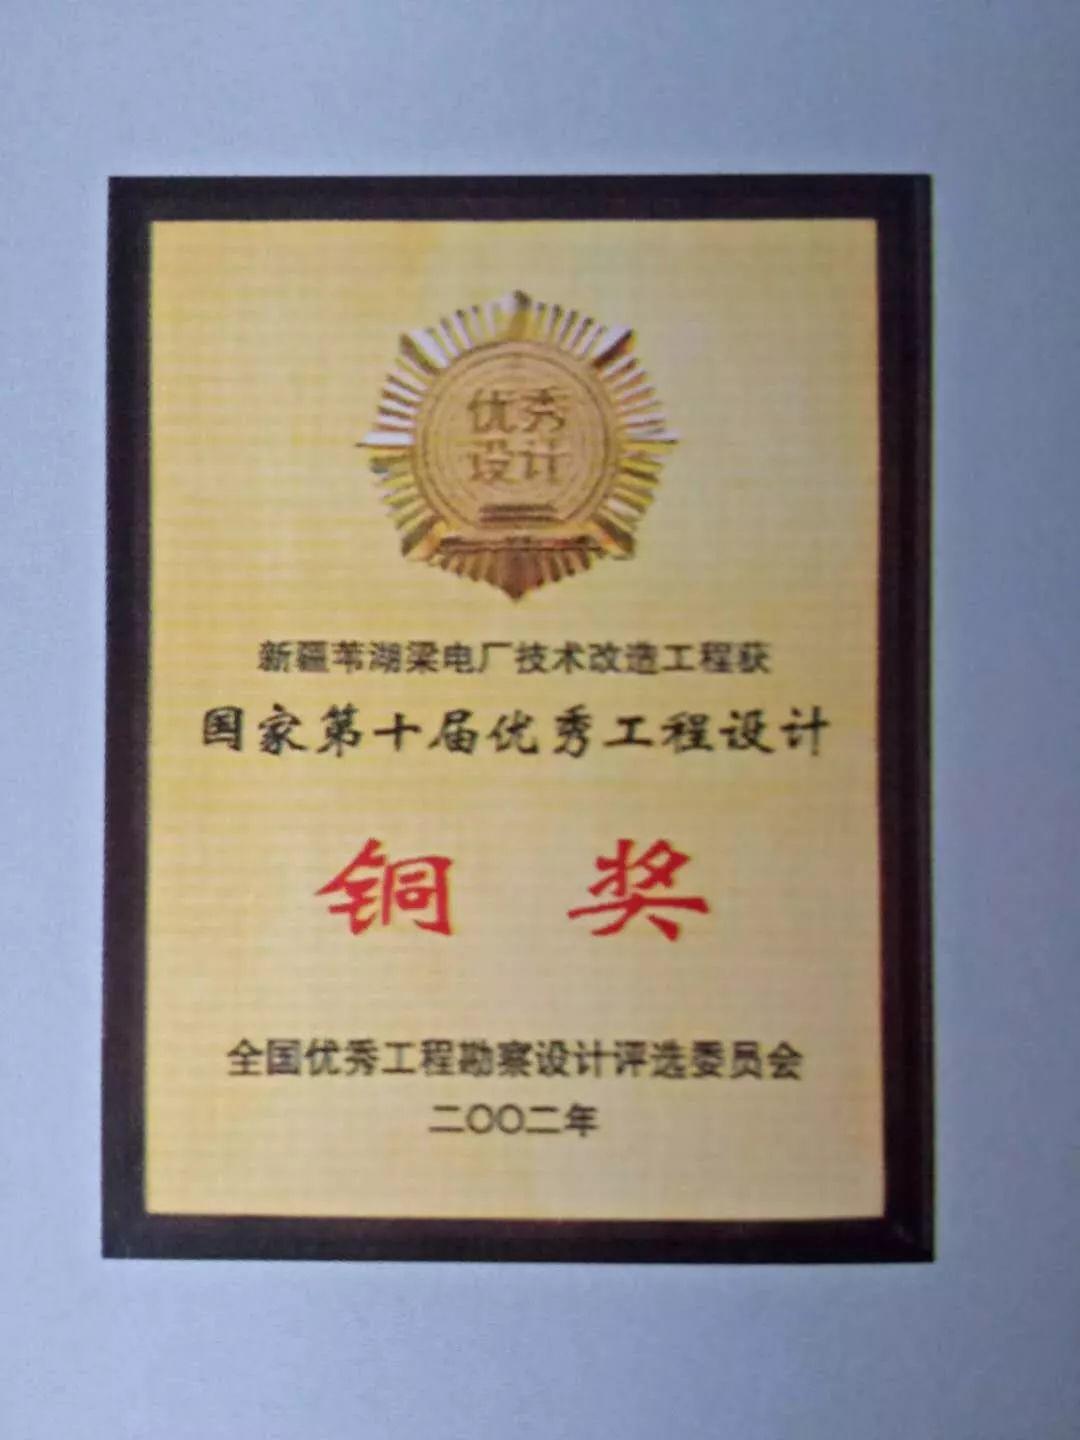 优秀
设计
新疆苇湖梁电厂技术改造工程获
国家第十届优秀工程设计
铜奖
全国优秀工程勘察设计评选委员会
二〇〇二年